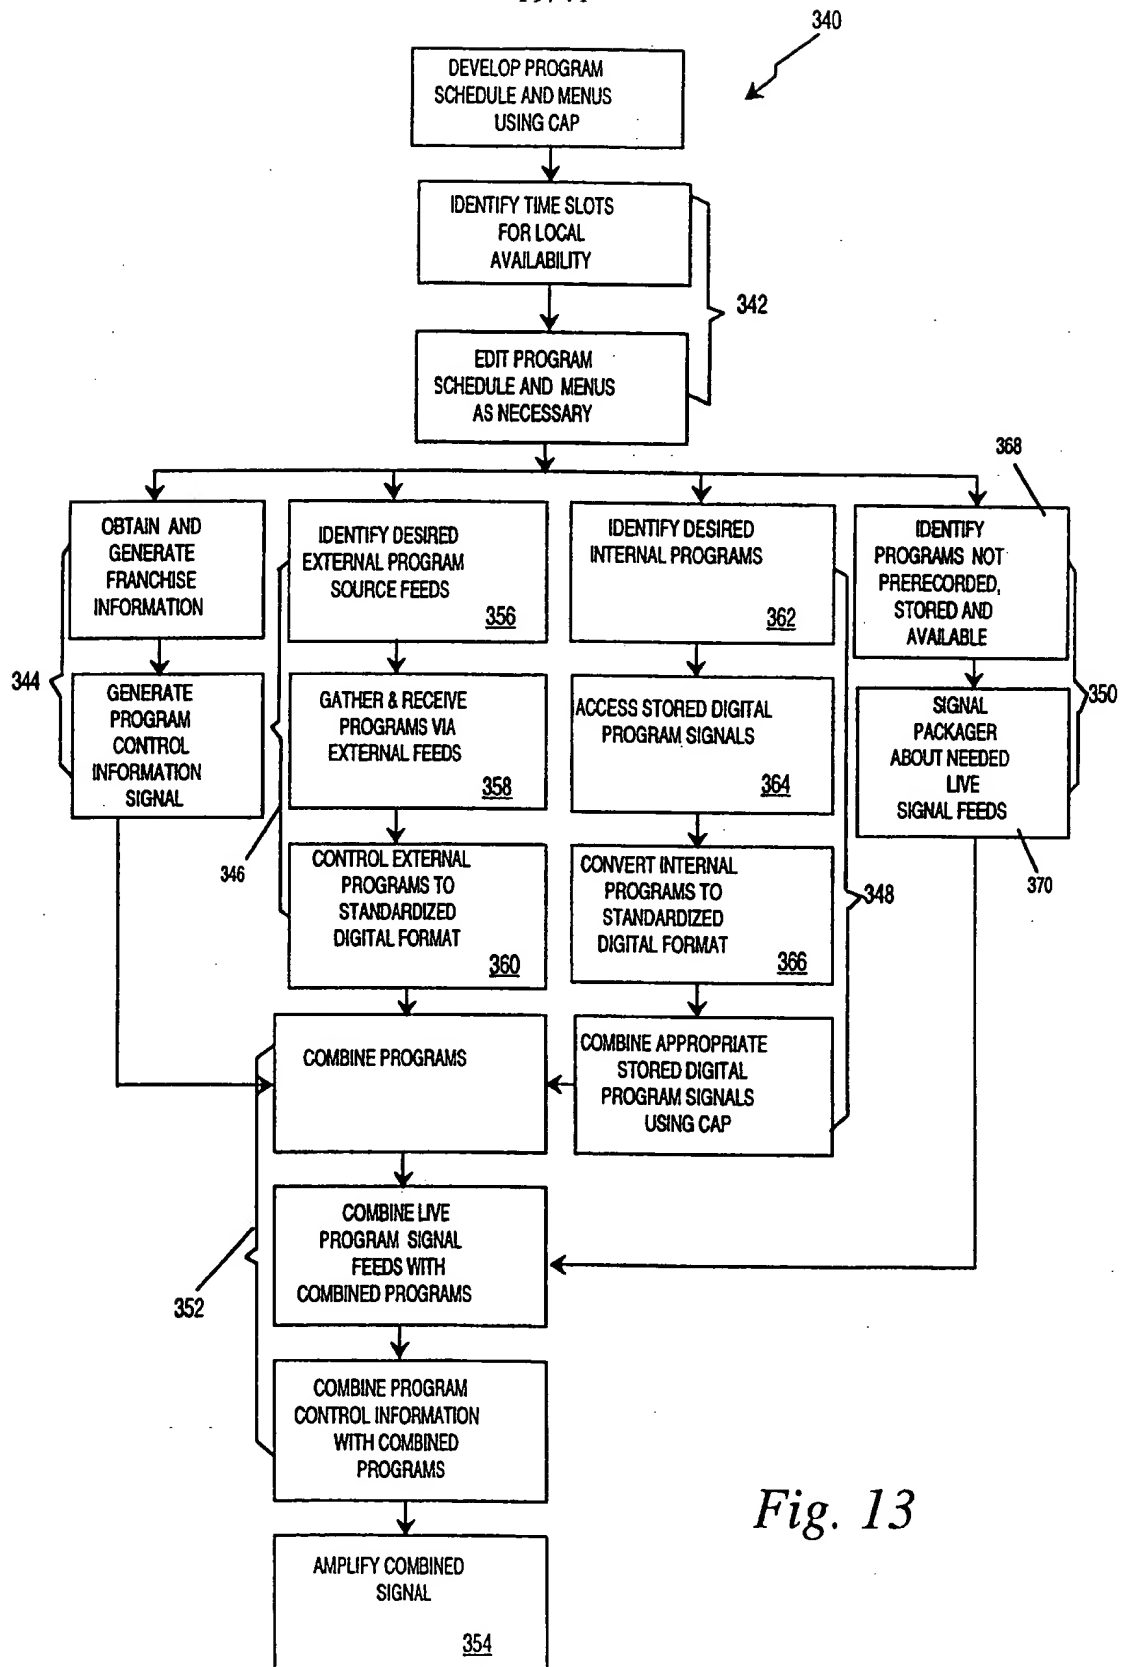 340
DEVELOP PROGRAM
SCHEDULE AND MENUS
USING CAP
IDENTIFY TIME SLOTS
FOR LOCAL
AVAILABILITY
342
EDIT PROGRAM
SCHEDULE AND MENUS
AS NECESSARY
368
OBTAIN AND
GENERATE
FRANCHISE
INFORMATION
IDENTIFY DESIRED
EXTERNAL PROGRAM
SOURCE FEEDS
356
IDENTIFY DESIRED
INTERNAL PROGRAMS
362
IDENTIFY
PROGRAMS NOT
PRERECORDED,
STORED AND
AVAILABLE
344
350
GENERATE
PROGRAM
CONTROL
INFORMATION
SIGNAL
GATHER & RECEIVE
PROGRAMS VIA
EXTERNAL FEEDS
358
ACCESS STORED DIGITAL
PROGRAM SIGNALS
364
SIGNAL
PACKAGER
ABOUT NEEDED
LIVE
SIGNAL FEEDS
370
346
CONTROL EXTERNAL
PROGRAMS TO
STANDARDIZED
DIGITAL FORMAT
360
CONVERT INTERNAL
PROGRAMS TO
STANDARDIZED
DIGITAL FORMAT
366
348
COMBINE PROGRAMS
COMBINE APPROPRIATE
STORED DIGITAL
PROGRAM SIGNALS
USING CAP
COMBINE LIVE
PROGRAM SIGNAL
FEEDS WITH
COMBINED PROGRAMS
352
COMBINE PROGRAM
CONTROL INFORMATION
WITH COMBINED
PROGRAMS
Fig. 13
AMPLIFY COMBINED
SIGNAL
354